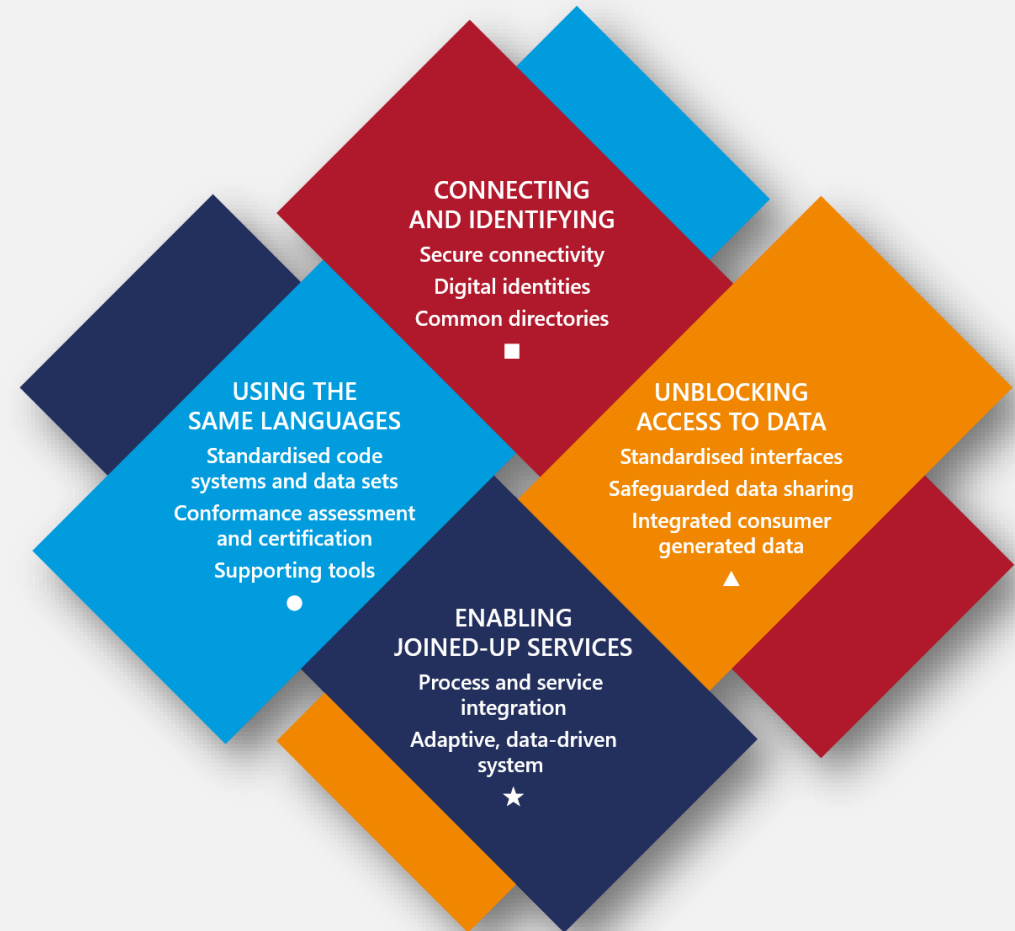 CONNECTING
AND IDENTIFYING
Secure connectivity
Digital identities
Common directories
USING THE
SAME LANGUAGES
Standardised code
systems and data sets
Conformance assessment
and certification
Supporting tools
UNBLOCKING
ACCESS TO DATA
Standardised interfaces
Safeguarded data sharing
Integrated consumer
generated data
ENABLING
JOINED-UP SERVICES
Process and service
integration
Adaptive, data-driven
system